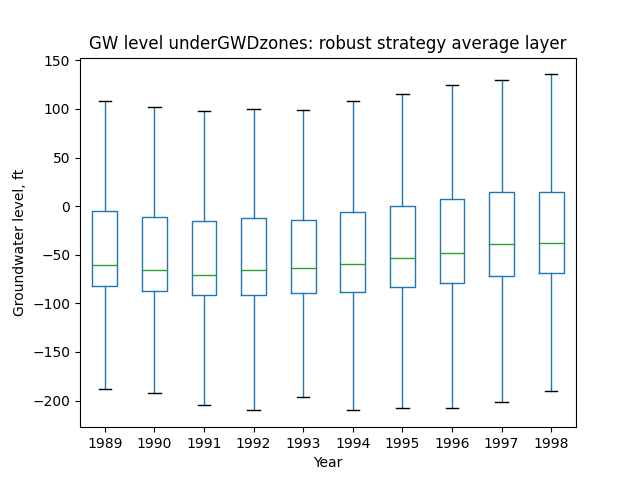 GW level underGWDzones: robust strategy average layer
150
100
50
0
−50
−100
−150
−200
Groundwater level, ft
1989 1990 1991 1992 1993 1994 1995 1996 1997 1998
Year